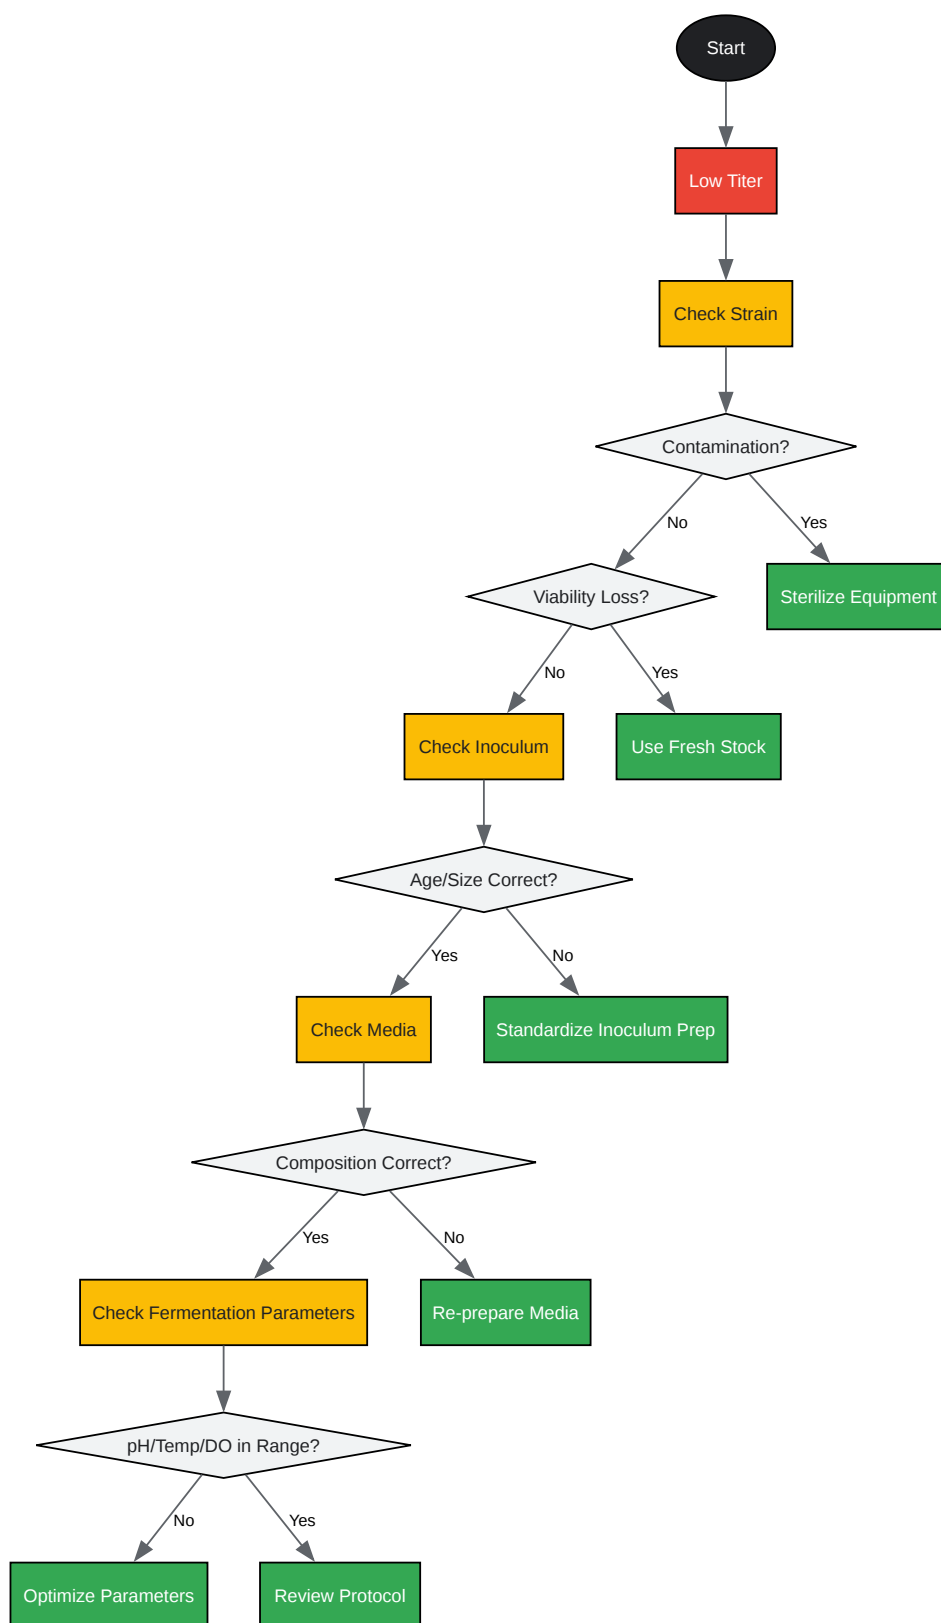 Start
Low Titer
Check Strain
Contamination?
No
Yes
Viability Loss?
Sterilize Equipment
No
Yes
Check Inoculum
Use Fresh Stock
Age/Size Correct?
Yes
No
Check Media
Standardize Inoculum Prep
Composition Correct?
Yes
No
Check Fermentation Parameters
Re-prepare Media
pH/Temp/DO in Range?
No
Yes
Optimize Parameters
Review Protocol